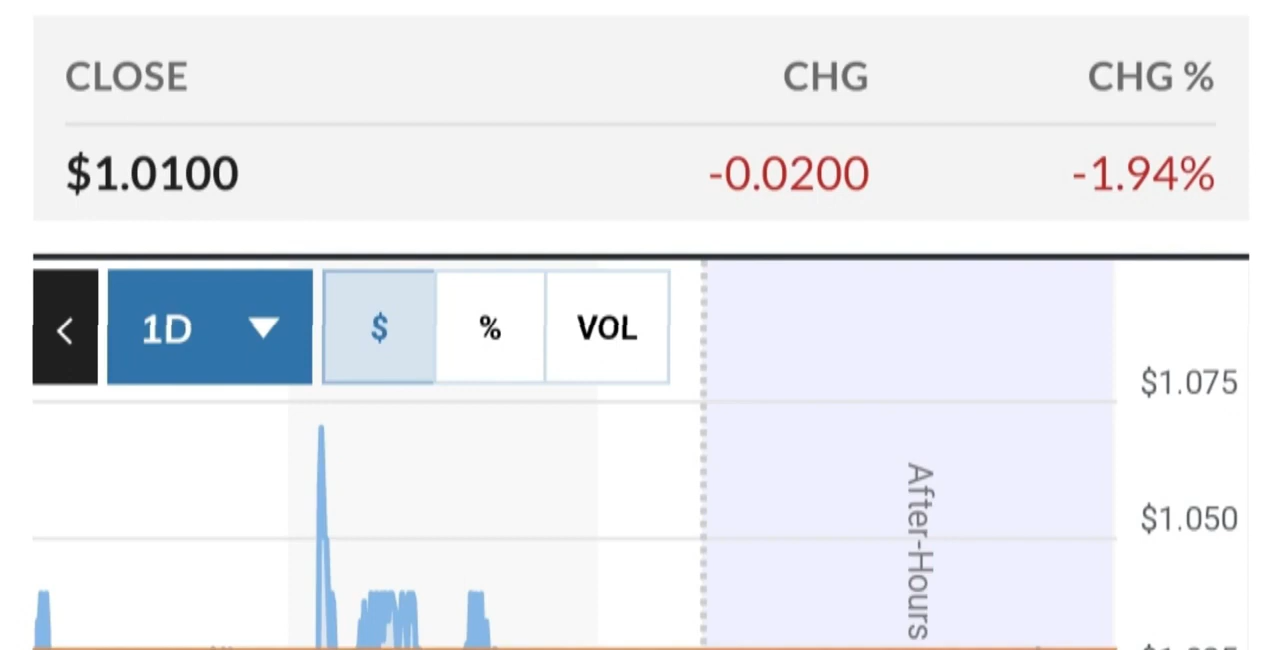 CLOSE CHG CHG %
$1.0100 -0.0200 -1.94%
< 1D $ % VOL
$1.075
$1.050
After-Hours